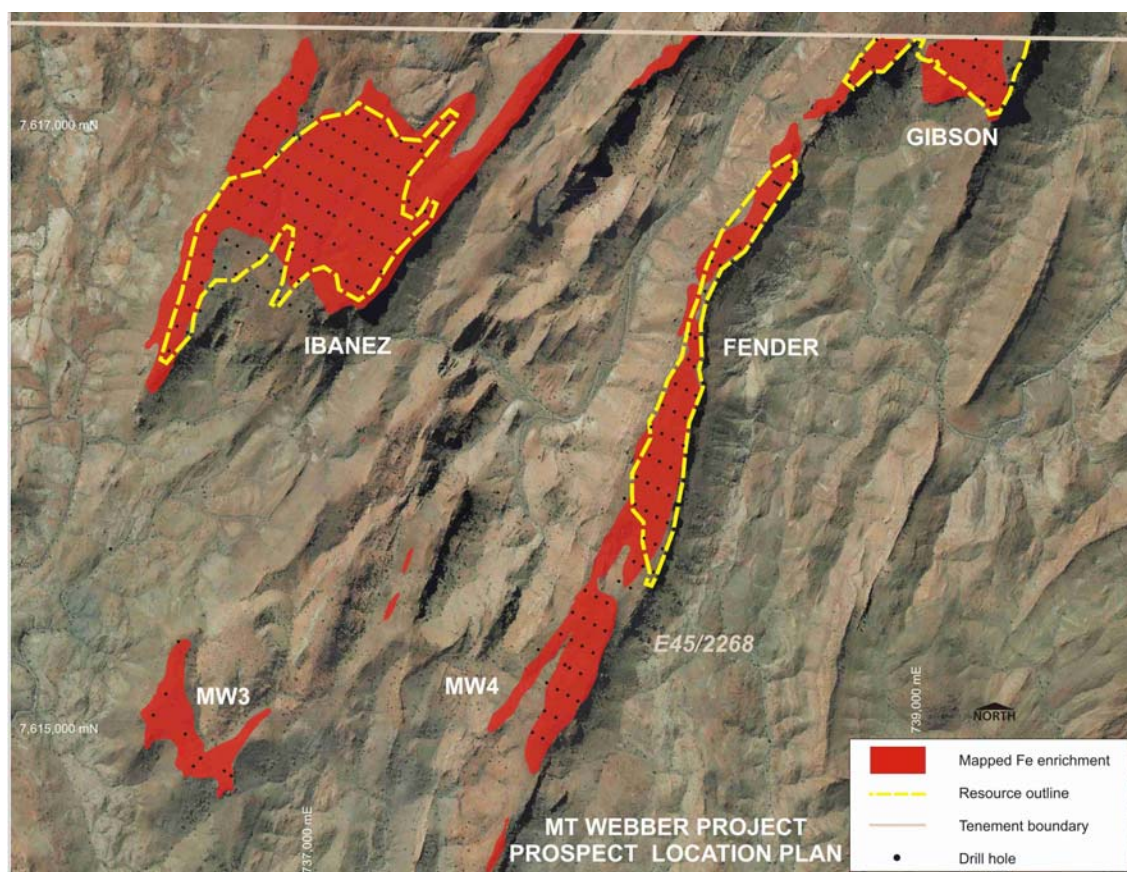 7,617,000 mN
GIBSON
IBANEZ
FENDER
E45/2268
MW3
MW4
7,615,000 mN
737,000 mE
739,000 mE
NORTH
MT WEBBER PROJECT
PROSPECT LOCATION PLAN
Mapped Fe enrichment
Resource outline
Tenement boundary
Drill hole